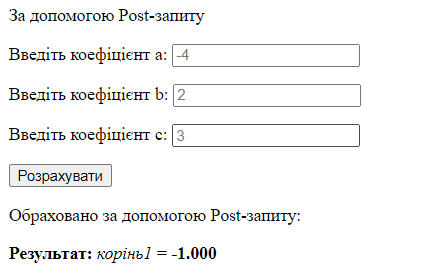 За допомогою Post-запиту
Введіть коефіцієнт a: -4
Введіть коефіцієнт b: 2
Введіть коефіцієнт c: 3
Розрахувати
Обраховано за допомогою Post-запиту:
Результат: корінь1 = -1.000